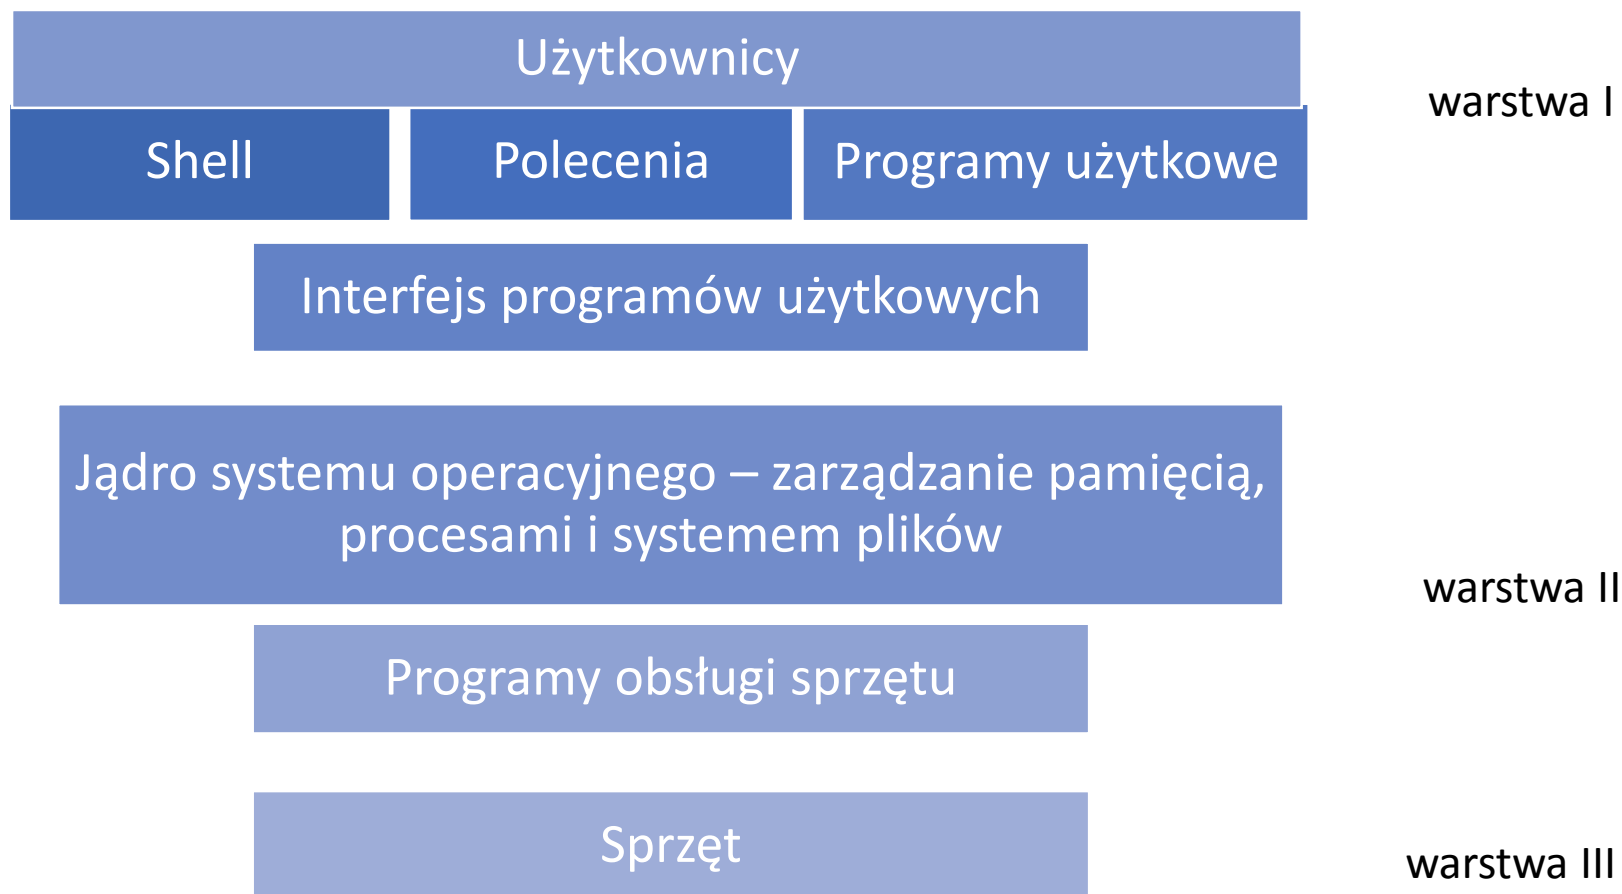 Użytkownicy
warstwa I
Shell
Polecenia
Programy użytkowe
Interfejs programów użytkowych
Jądro systemu operacyjnego – zarządzanie pamięcią,
procesami i systemem plików
warstwa II
Programy obsługi sprzętu
Sprzęt
warstwa III